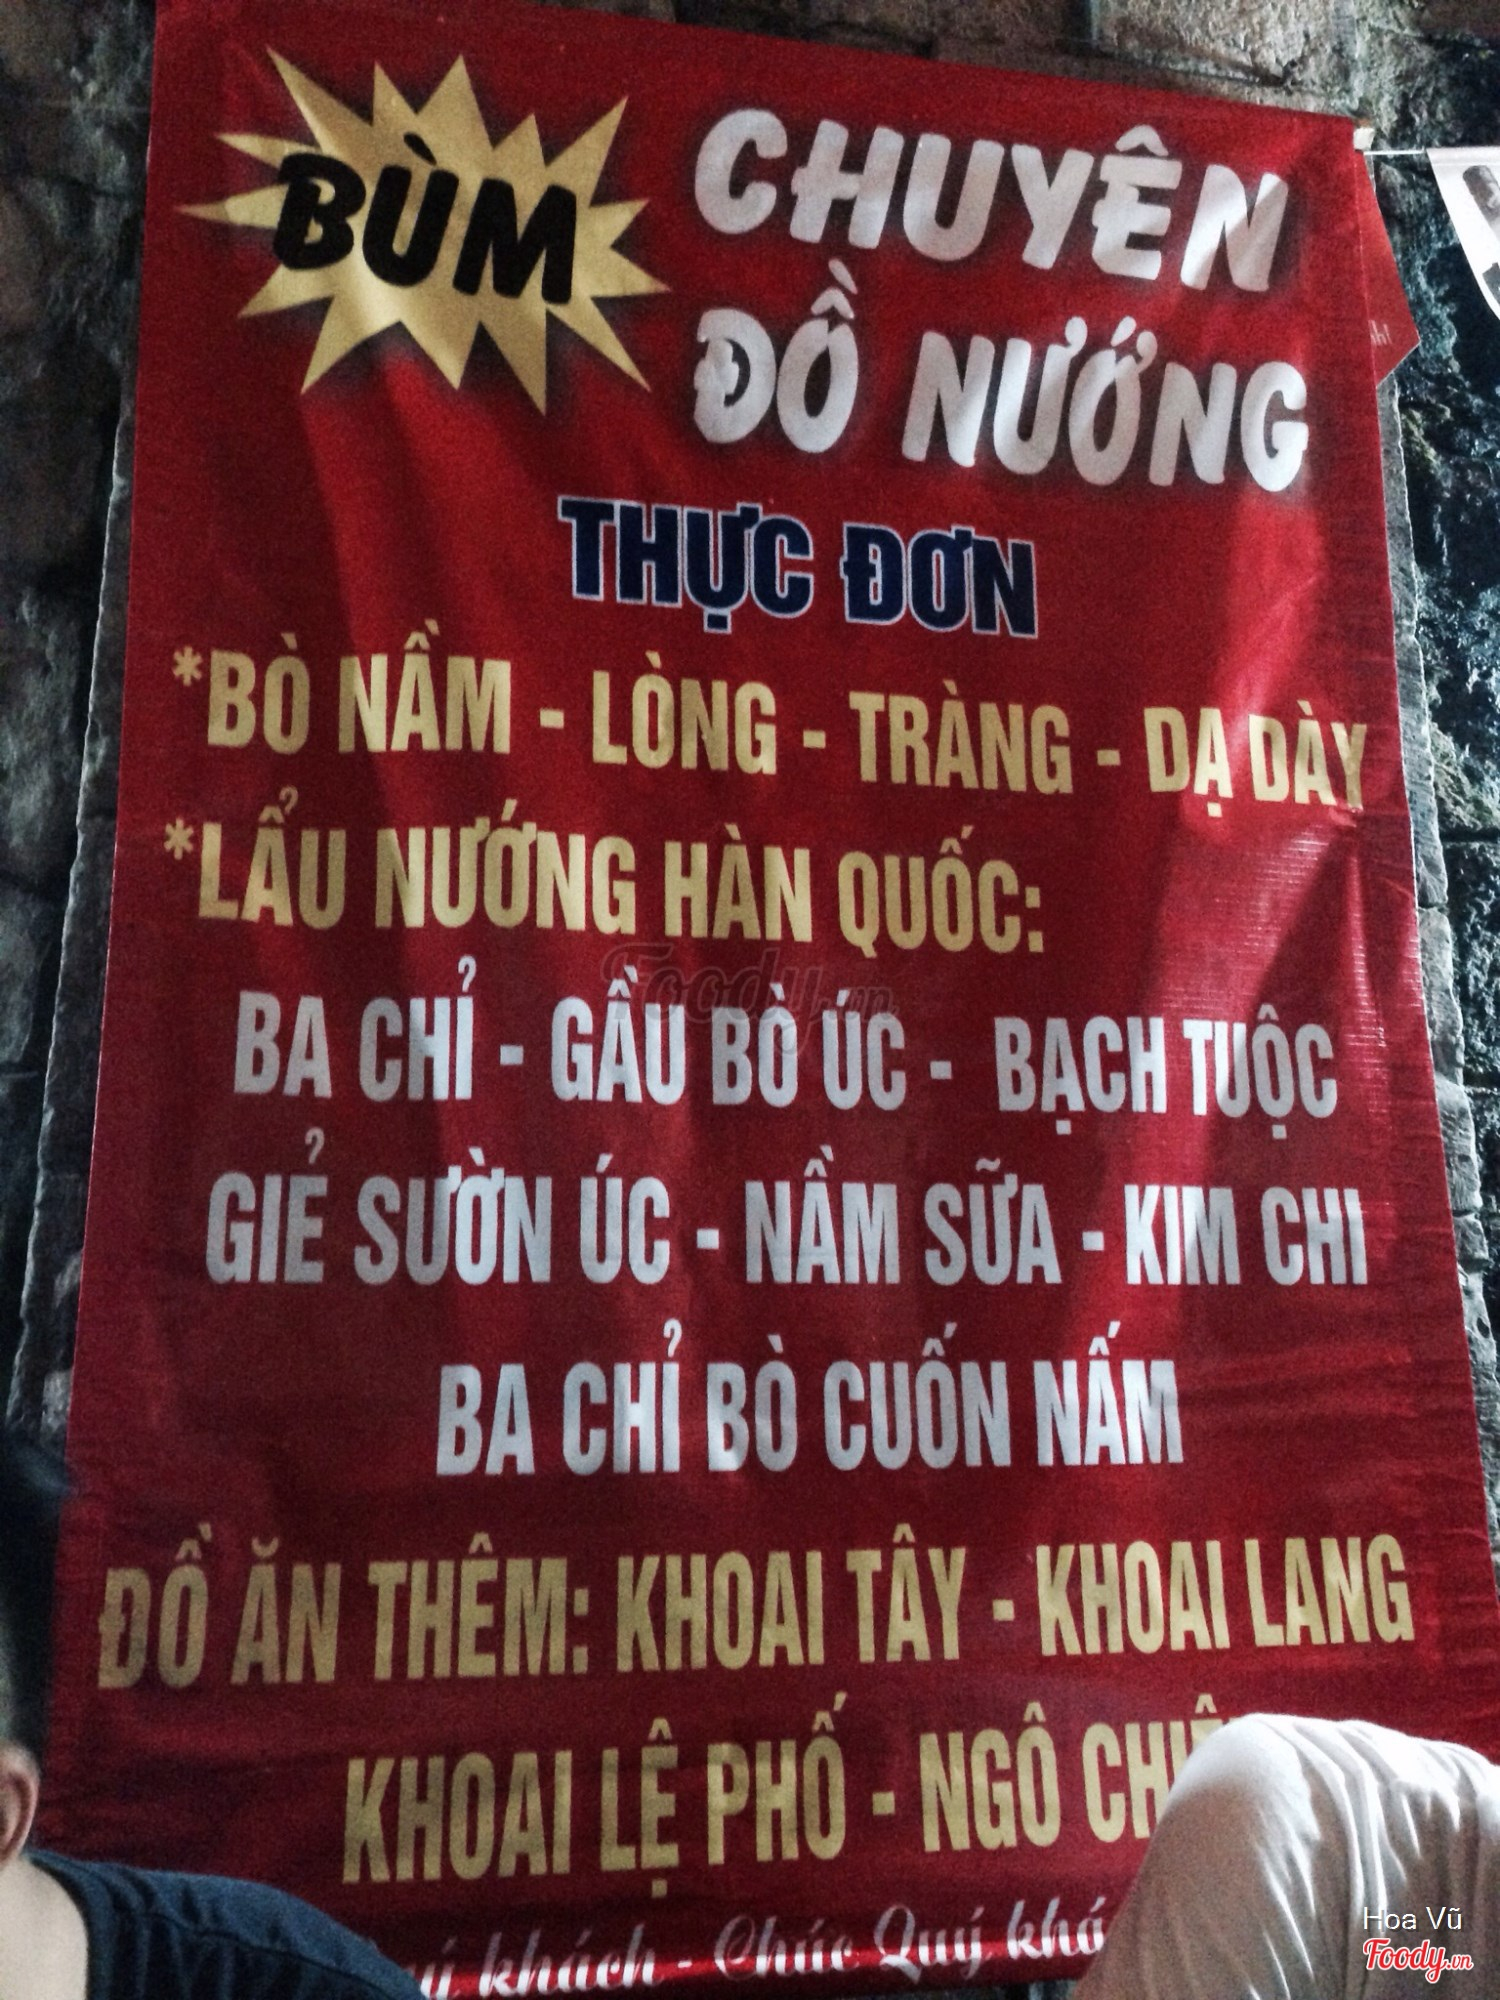 BÙM
CHUYÊN
ĐỒ NƯỚNG
THỰC ĐƠN
*BÒ NẦM - LÒNG - TRÀNG - DẠ DÀY
*LẨU NƯỚNG HÀN QUỐC:
BA CHỈ - GẦU BÒ ÚC - BẠCH TUỘC
GIẺ SƯỜN ÚC - NẦM SỮA - KIM CHI
BA CHỈ BÒ CUỐN NẤM
ĐỒ ĂN THÊM: KHOAI TÂY - KHOAI LANG
KHOAI LỆ PHỐ - NGÔ
khách - Chúc Quý
Foody.vn
Hoa Vũ
Foody.vn